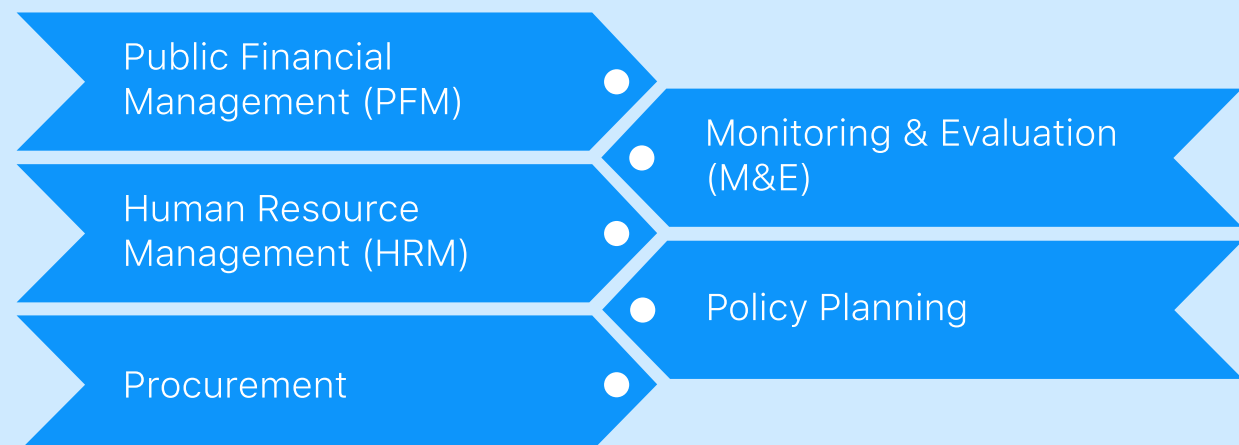 Public Financial
Management (PFM)
Monitoring & Evaluation
(M&E)
Human Resource
Management (HRM)
Policy Planning
Procurement